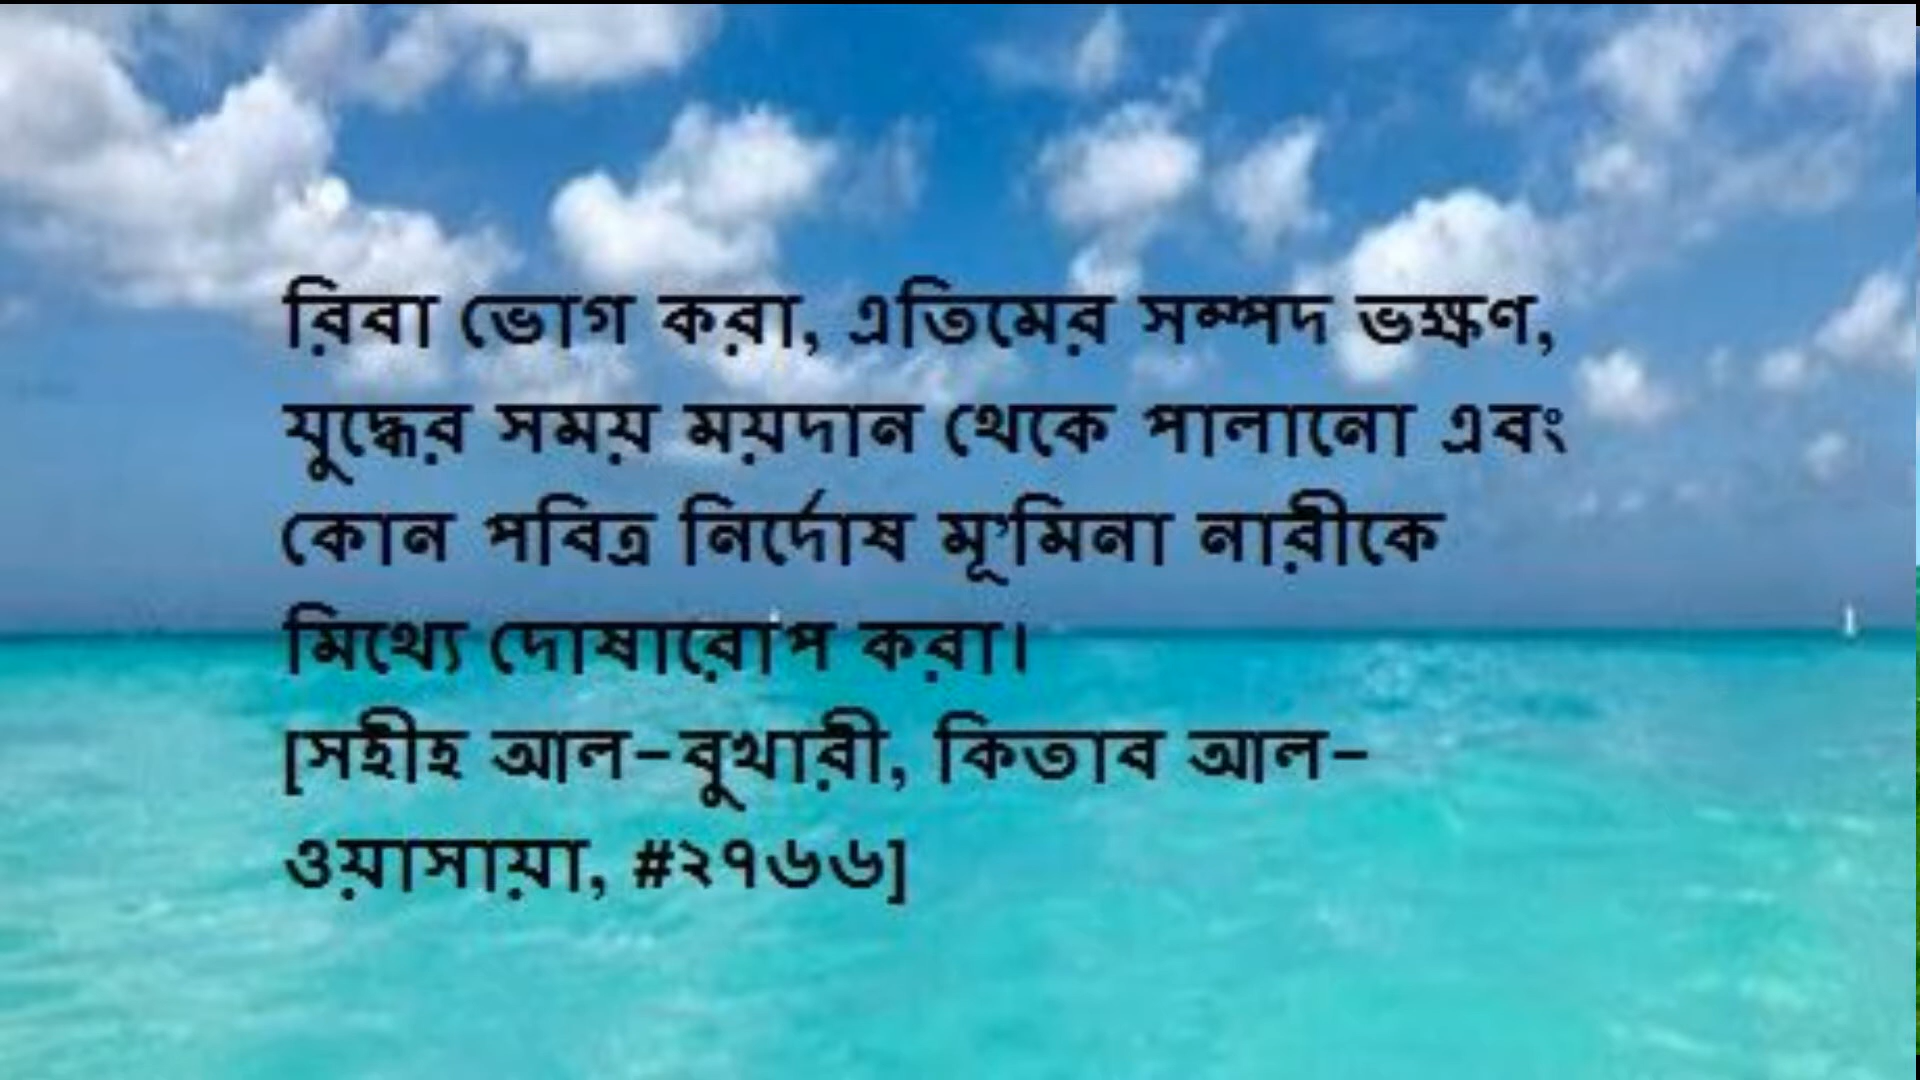 রিবা ভোগ করা, এতিমের সম্পদ ভক্ষণ,
যুদ্ধের সময় ময়দান থেকে পালানো এবং
কোন পবিত্র নির্দোষ মূ’মিনা নারীকে
মিথ্যে দোষারোপ করা।
[সহীহ আল-বুখারী, কিতাব আল-
ওয়াসায়া, #২৭৬৬]